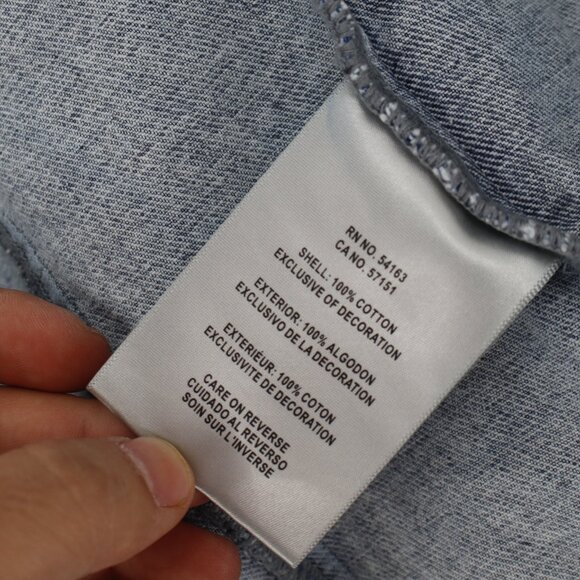 RN NO. 54163
CA NO. 57151
SHELL: 100% COTTON
EXCLUSIVE OF DECORATION
EXTERIOR: 100% ALGODON
EXCLUSIVO DE LA DECORATION
EXTERIEUR: 100% COTON
EXCLUSIVITE DE DECORATION
CARE ON REVERSE
CUIDADO AL REVERSO
SOIN SUR L'INVERSE